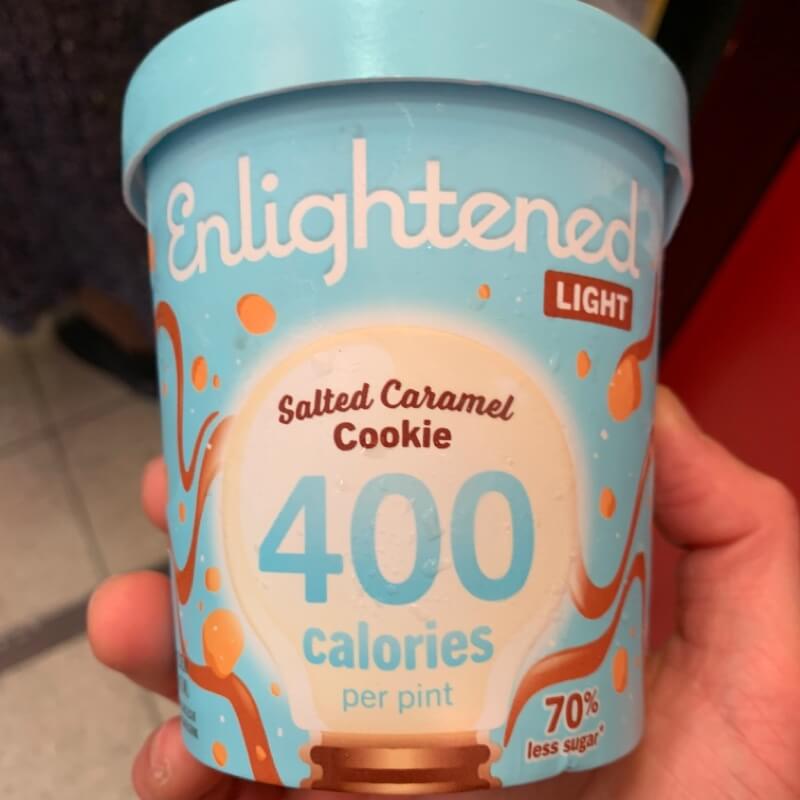 Enlightened
LIGHT
Salted Caramel
Cookie
400
calories
per pint
70%
less sugar*